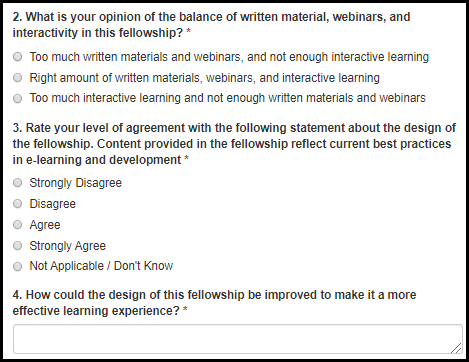 2. What is your opinion of the balance of written material, webinars, and
interactivity in this fellowship? *
Too much written materials and webinars, and not enough interactive learning
Right amount of written materials, webinars, and interactive learning
Too much interactive learning and not enough written materials and webinars
3. Rate your level of agreement with the following statement about the design of
the fellowship. Content provided in the fellowship reflect current best practices
in e-learning and development *
Strongly Disagree
Disagree
Agree
Strongly Agree
Not Applicable / Don't Know
4. How could the design of this fellowship be improved to make it a more
effective learning experience? *